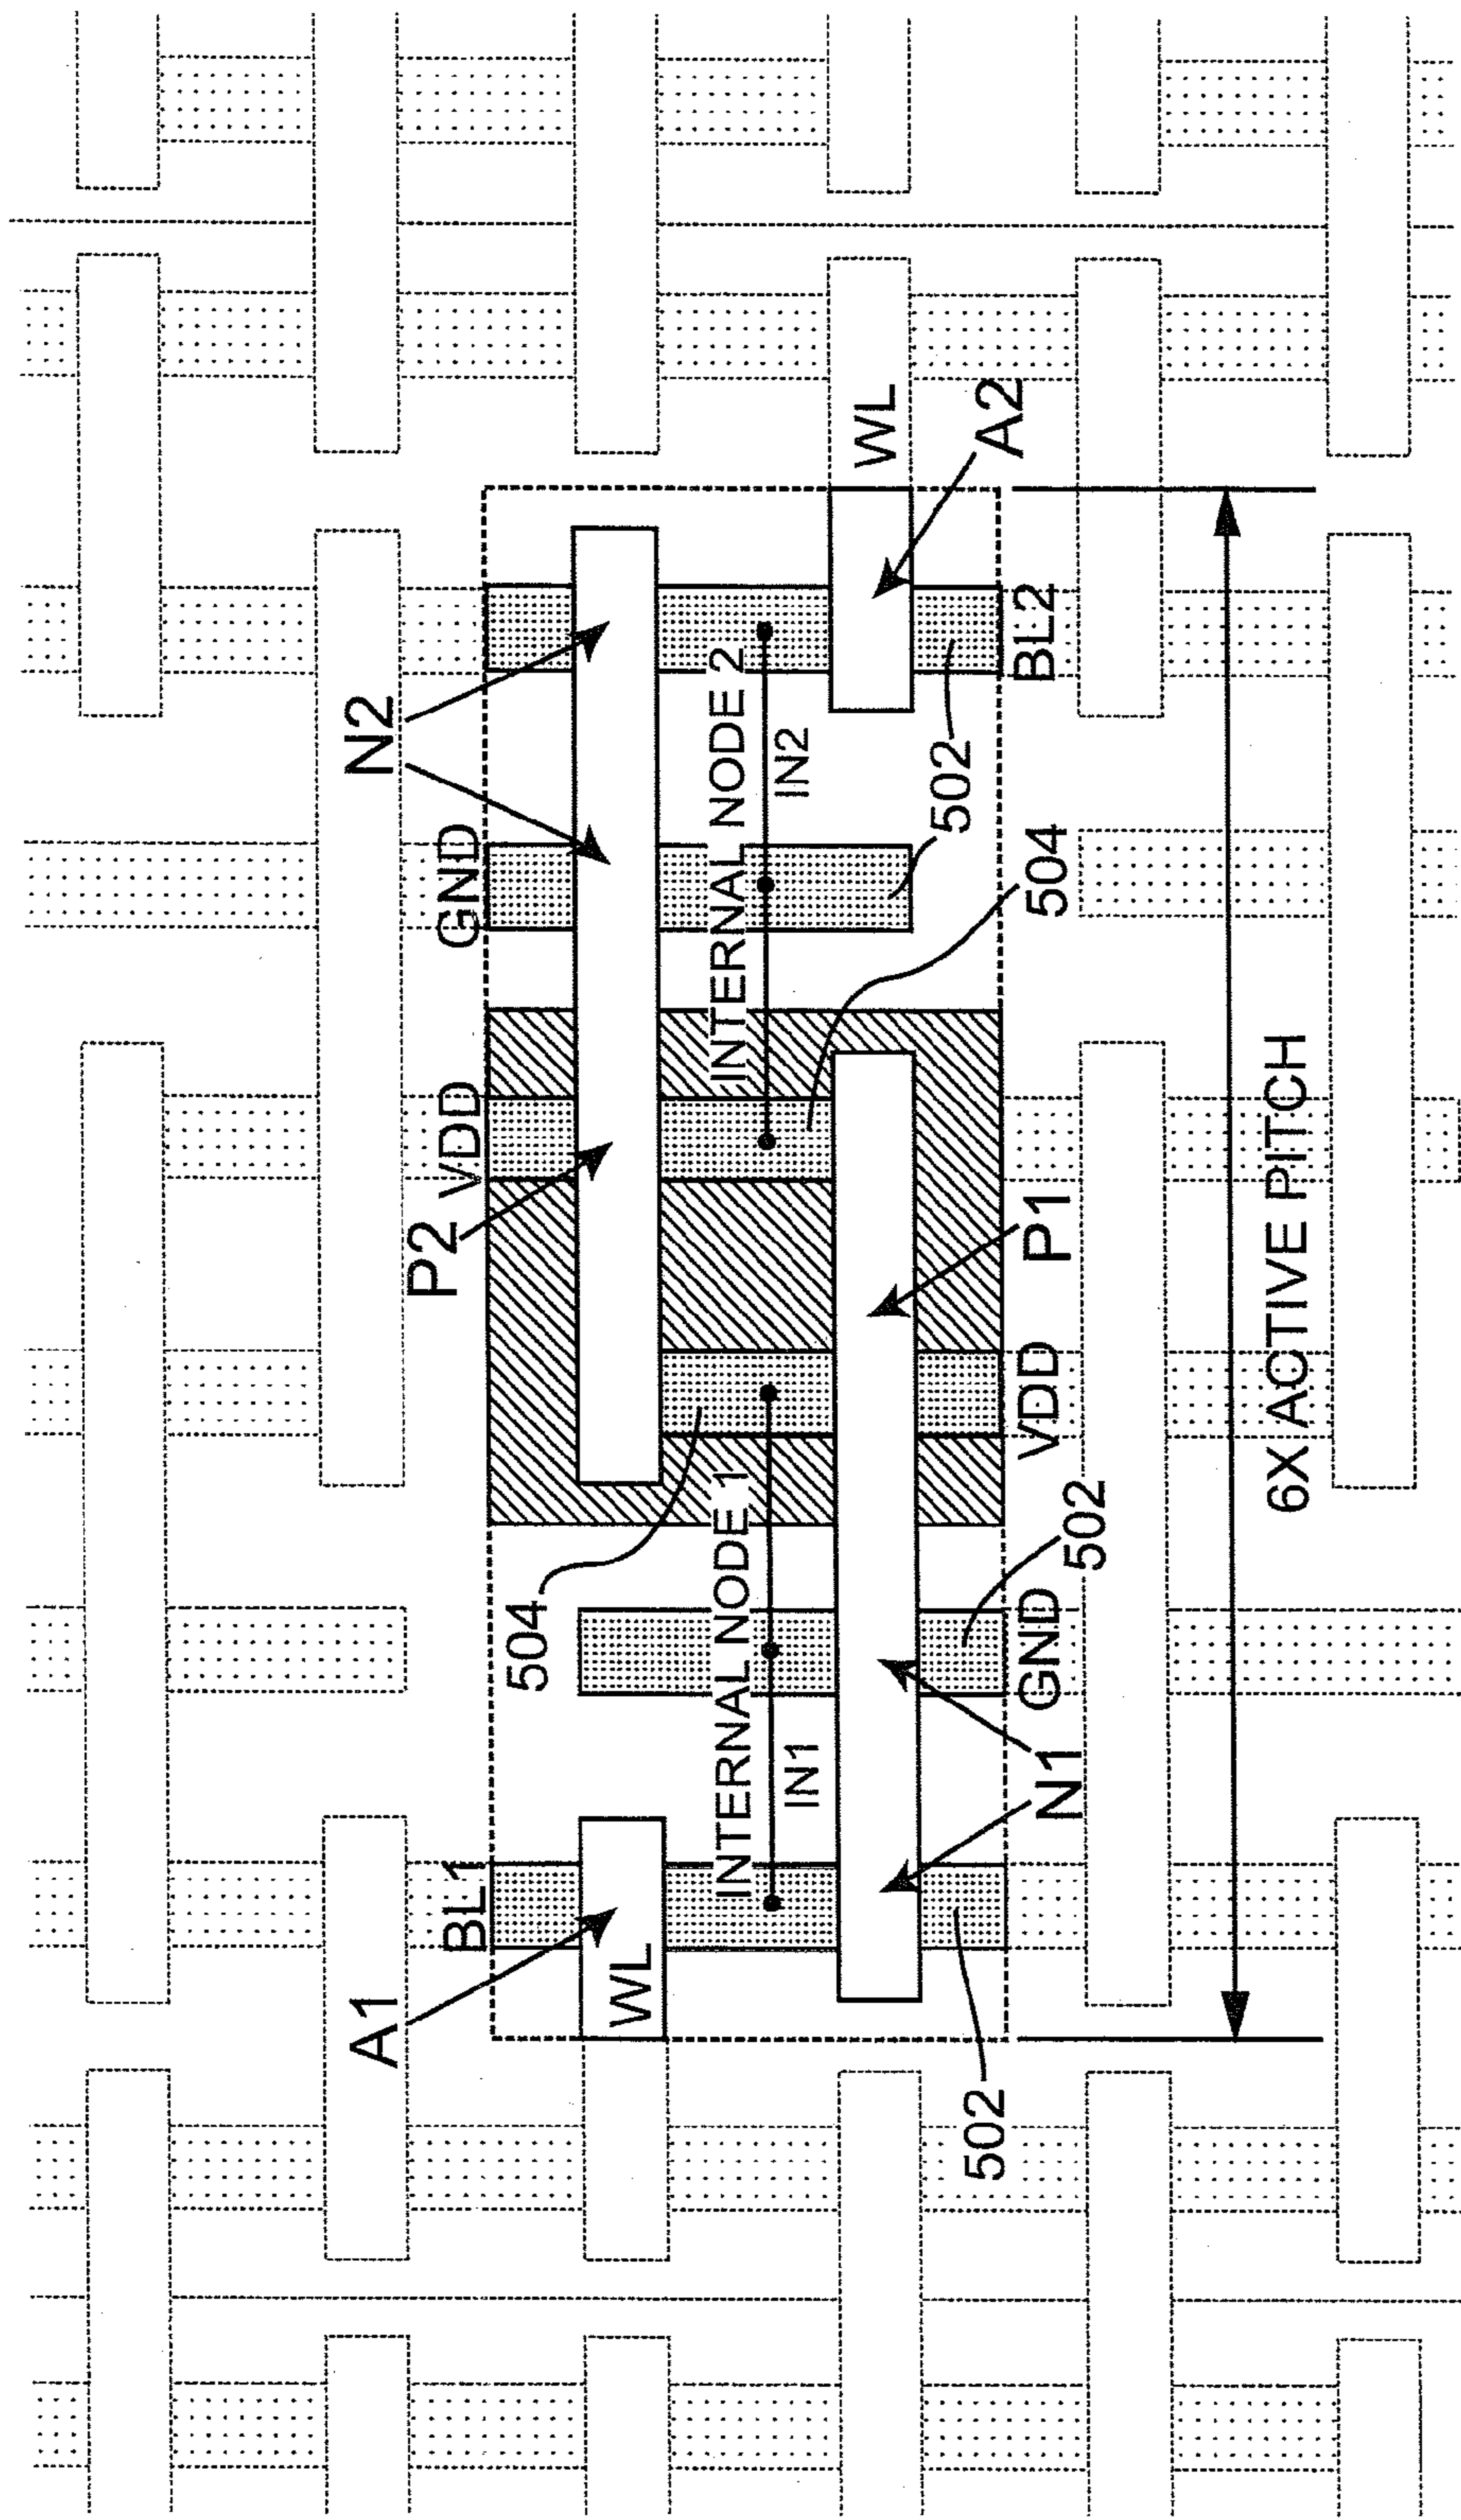 A1
BL1
WL
INTERNAL NODE 1
IN1
N1
502
502
504
GND
502
VDD
P1
P2
VDD
GND
N2
INTERNAL NODE 2
IN2
504
502
BL2
WL
A2
6X ACTIVE PITCH